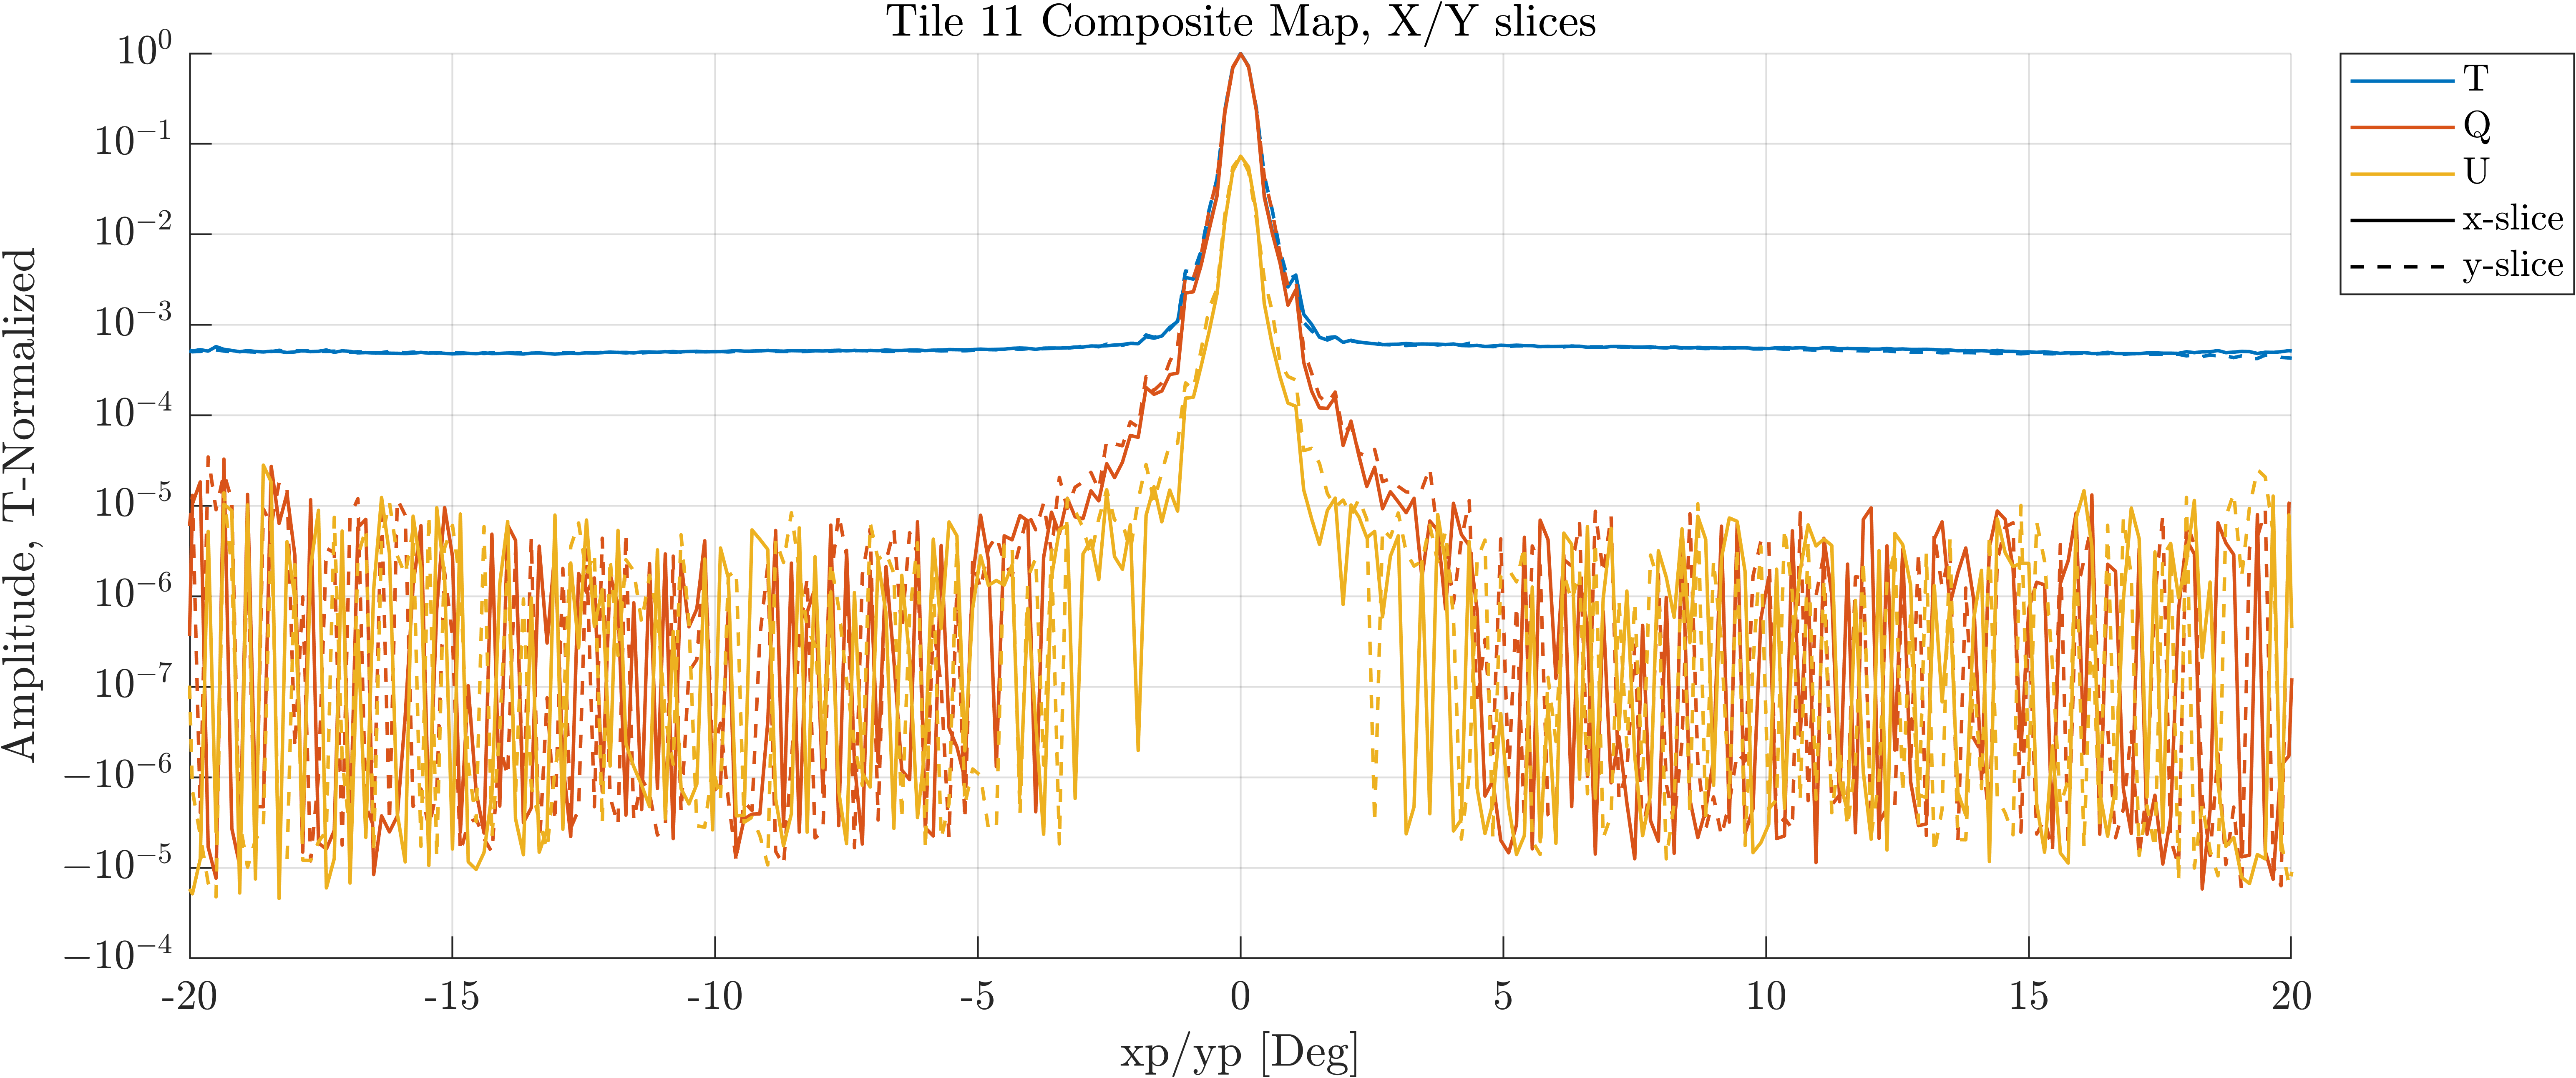 Tile 11 Composite Map, X/Y slices
Amplitude, T-Normalized
10^0
10^−1
10^−2
10^−3
10^−4
10^−5
10^−6
10^−7
−10^−6
−10^−5
−10^−4
-20 -15 -10 -5 0 5 10 15 20
xp/yp [Deg]
T
Q
U
x-slice
y-slice